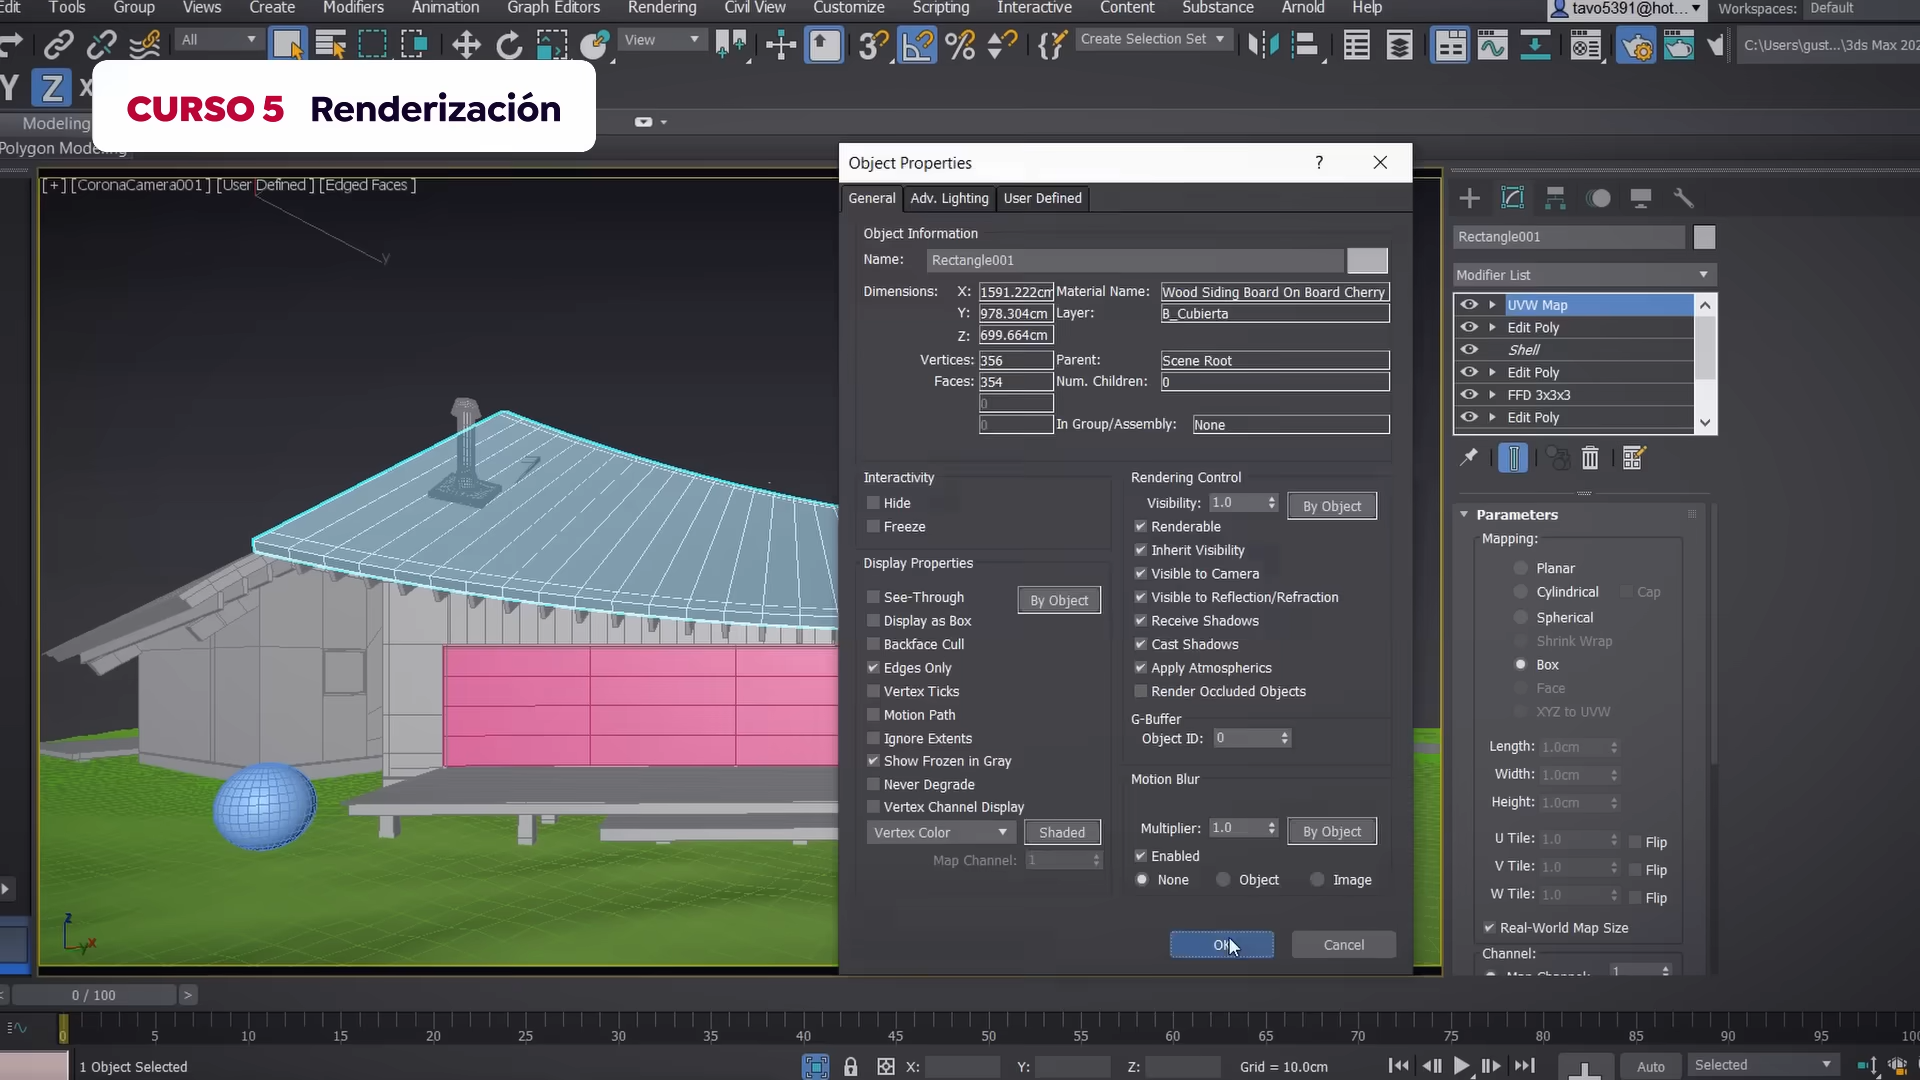 Edit Tools Group Views Create Modifiers Animation Graph Editors Rendering Civil View Customize Scripting Interactive Content Substance Arnold Help tavo5391@hot... Workspaces: Default
All View Create Selection Set C:\Users\gust...\3ds Max 202
Y Z
CURSO 5 Renderización
Modeling
Polygon Modeling
[+] [CoronaCamera001] [User Defined] [Edged Faces]
y
Object Properties ?
General Adv. Lighting User Defined
Object Information
Name: Rectangle001
Dimensions: X: 1591.222cm Material Name: Wood Siding Board On Board Cherry
Y: 978.304cm Layer: B_Cubierta
Z: 699.664cm
Vertices: 356 Parent: Scene Root
Faces: 354 Num. Children: 0
0
0 In Group/Assembly: None
Interactivity
Hide
Freeze
Display Properties
See-Through By Object
Display as Box
Backface Cull
Edges Only
Vertex Ticks
Motion Path
Ignore Extents
Show Frozen in Gray
Never Degrade
Vertex Channel Display
Vertex Color Shaded
Map Channel: 1
Rendering Control
Visibility: 1.0 By Object
Renderable
Inherit Visibility
Visible to Camera
Visible to Reflection/Refraction
Receive Shadows
Cast Shadows
Apply Atmospherics
Render Occluded Objects
G-Buffer
Object ID: 0
Motion Blur
Multiplier: 1.0 By Object
Enabled
None Object Image
OK Cancel
Rectangle001
Modifier List
UVW Map
Edit Poly
Shell
Edit Poly
FFD 3x3x3
Edit Poly
Parameters
Mapping:
Planar
Cylindrical Cap
Spherical
Shrink Wrap
Box
Face
XYZ to UVW
Length: 1.0cm
Width: 1.0cm
Height: 1.0cm
U Tile: 1.0 Flip
V Tile: 1.0 Flip
W Tile: 1.0 Flip
Real-World Map Size
Channel:
Map Channel: 1
z
y x
< 0 / 100 >
0 5 10 15 20 25 30 35 40 45 50 55 60 65 70 75 80 85 90 95 100
1 Object Selected X: Y: Z: Grid = 10.0cm Auto Selected